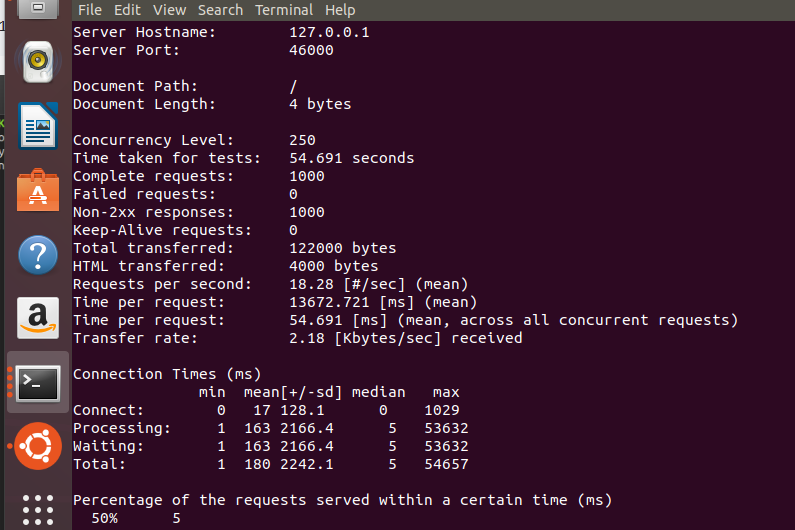 File Edit View Search Terminal Help
Server Hostname: 127.0.0.1
Server Port: 46000
Document Path: /
Document Length: 4 bytes
Concurrency Level: 250
Time taken for tests: 54.691 seconds
Complete requests: 1000
Failed requests: 0
Non-2xx responses: 1000
Keep-Alive requests: 0
Total transferred: 122000 bytes
HTML transferred: 4000 bytes
Requests per second: 18.28 [#/sec] (mean)
Time per request: 13672.721 [ms] (mean)
Time per request: 54.691 [ms] (mean, across all concurrent requests)
Transfer rate: 2.18 [Kbytes/sec] received
Connection Times (ms)
min mean[+/-sd] median max
Connect: 0 17 128.1 0 1029
Processing: 1 163 2166.4 5 53632
Waiting: 1 163 2166.4 5 53632
Total: 1 180 2242.1 5 54657
Percentage of the requests served within a certain time (ms)
50% 5